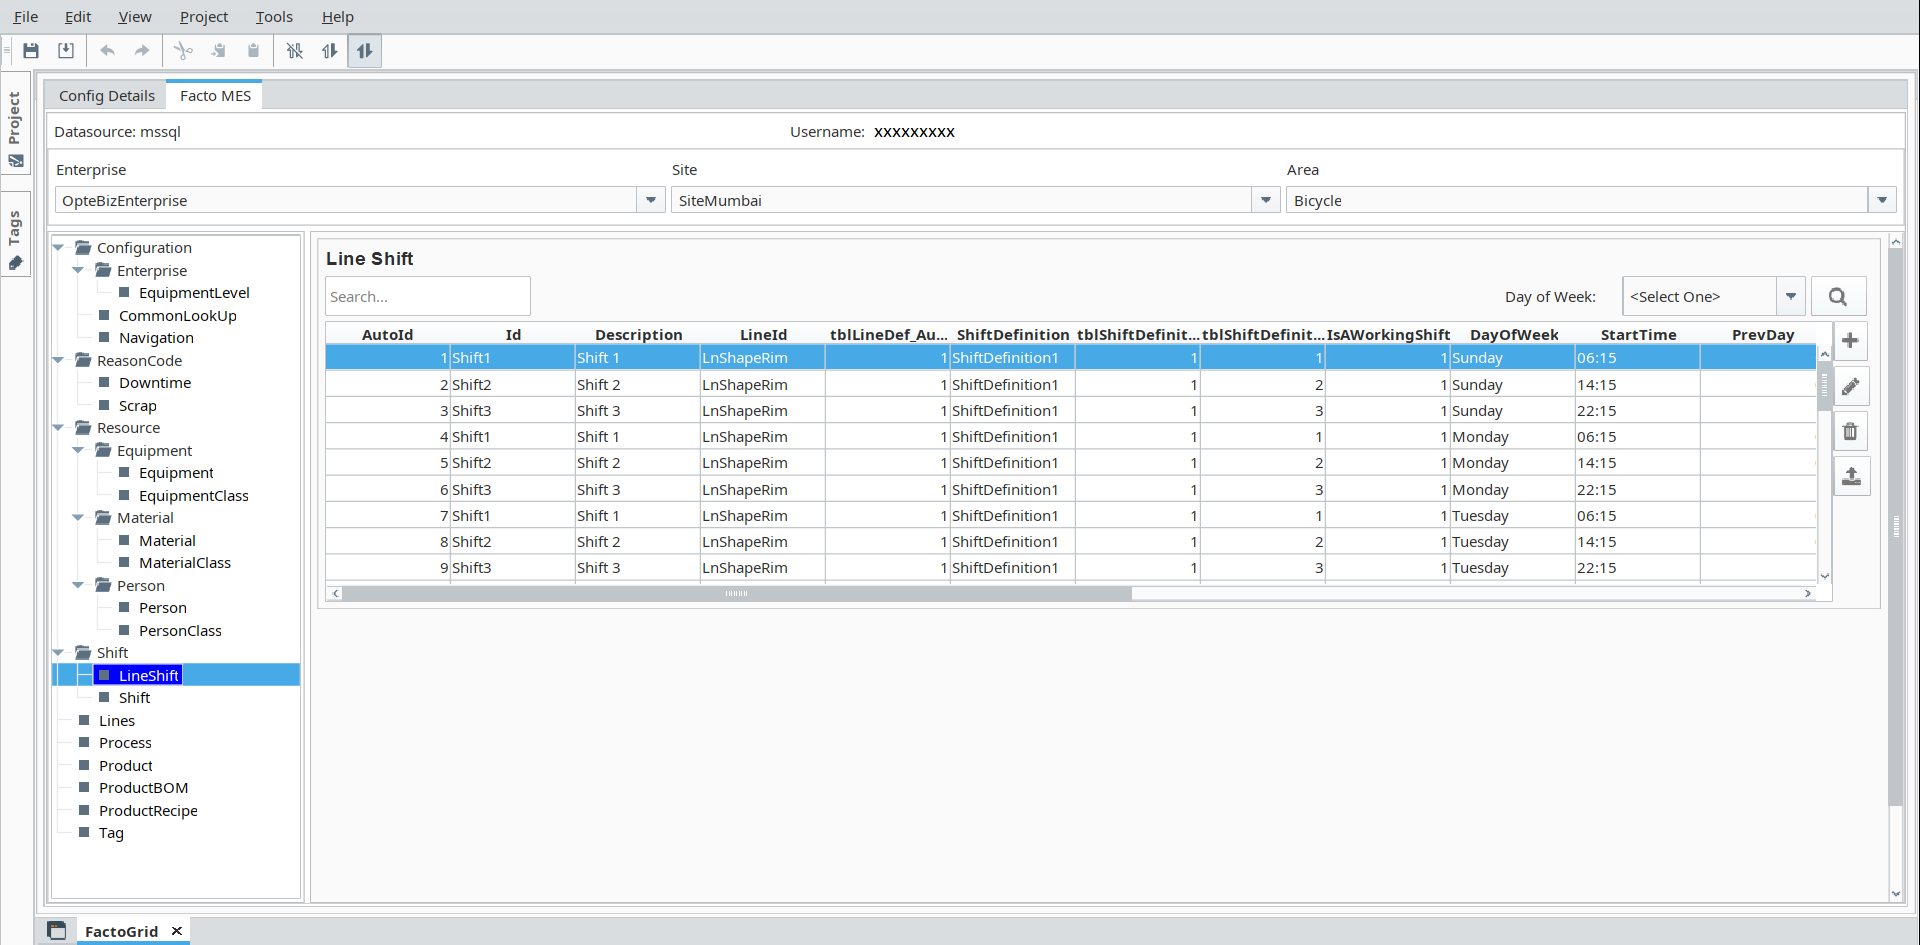 File Edit View Project Tools Help
Project
Tags
Config Details Facto MES
Datasource: mssql Username: xxxxxxxxx
Enterprise Site Area
OpteBizEnterprise SiteMumbai Bicycle
Configuration
Enterprise
EquipmentLevel
CommonLookUp
Navigation
ReasonCode
Downtime
Scrap
Resource
Equipment
Equipment
EquipmentClass
Material
Material
MaterialClass
Person
Person
PersonClass
Shift
LineShift
Shift
Lines
Process
Product
ProductBOM
ProductRecipe
Tag
Line Shift
Search... Day of Week: <Select One>
AutoId Id Description LineId tblLineDef_Au... ShiftDefinition tblShiftDefinit... tblShiftDefinit... IsAWorkingShift DayOfWeek StartTime PrevDay
1 Shift1 Shift 1 LnShapeRim 1 ShiftDefinition1 1 1 1 Sunday 06:15
2 Shift2 Shift 2 LnShapeRim 1 ShiftDefinition1 1 2 1 Sunday 14:15
3 Shift3 Shift 3 LnShapeRim 1 ShiftDefinition1 1 3 1 Sunday 22:15
4 Shift1 Shift 1 LnShapeRim 1 ShiftDefinition1 1 1 1 Monday 06:15
5 Shift2 Shift 2 LnShapeRim 1 ShiftDefinition1 1 2 1 Monday 14:15
6 Shift3 Shift 3 LnShapeRim 1 ShiftDefinition1 1 3 1 Monday 22:15
7 Shift1 Shift 1 LnShapeRim 1 ShiftDefinition1 1 1 1 Tuesday 06:15
8 Shift2 Shift 2 LnShapeRim 1 ShiftDefinition1 1 2 1 Tuesday 14:15
9 Shift3 Shift 3 LnShapeRim 1 ShiftDefinition1 1 3 1 Tuesday 22:15
FactoGrid